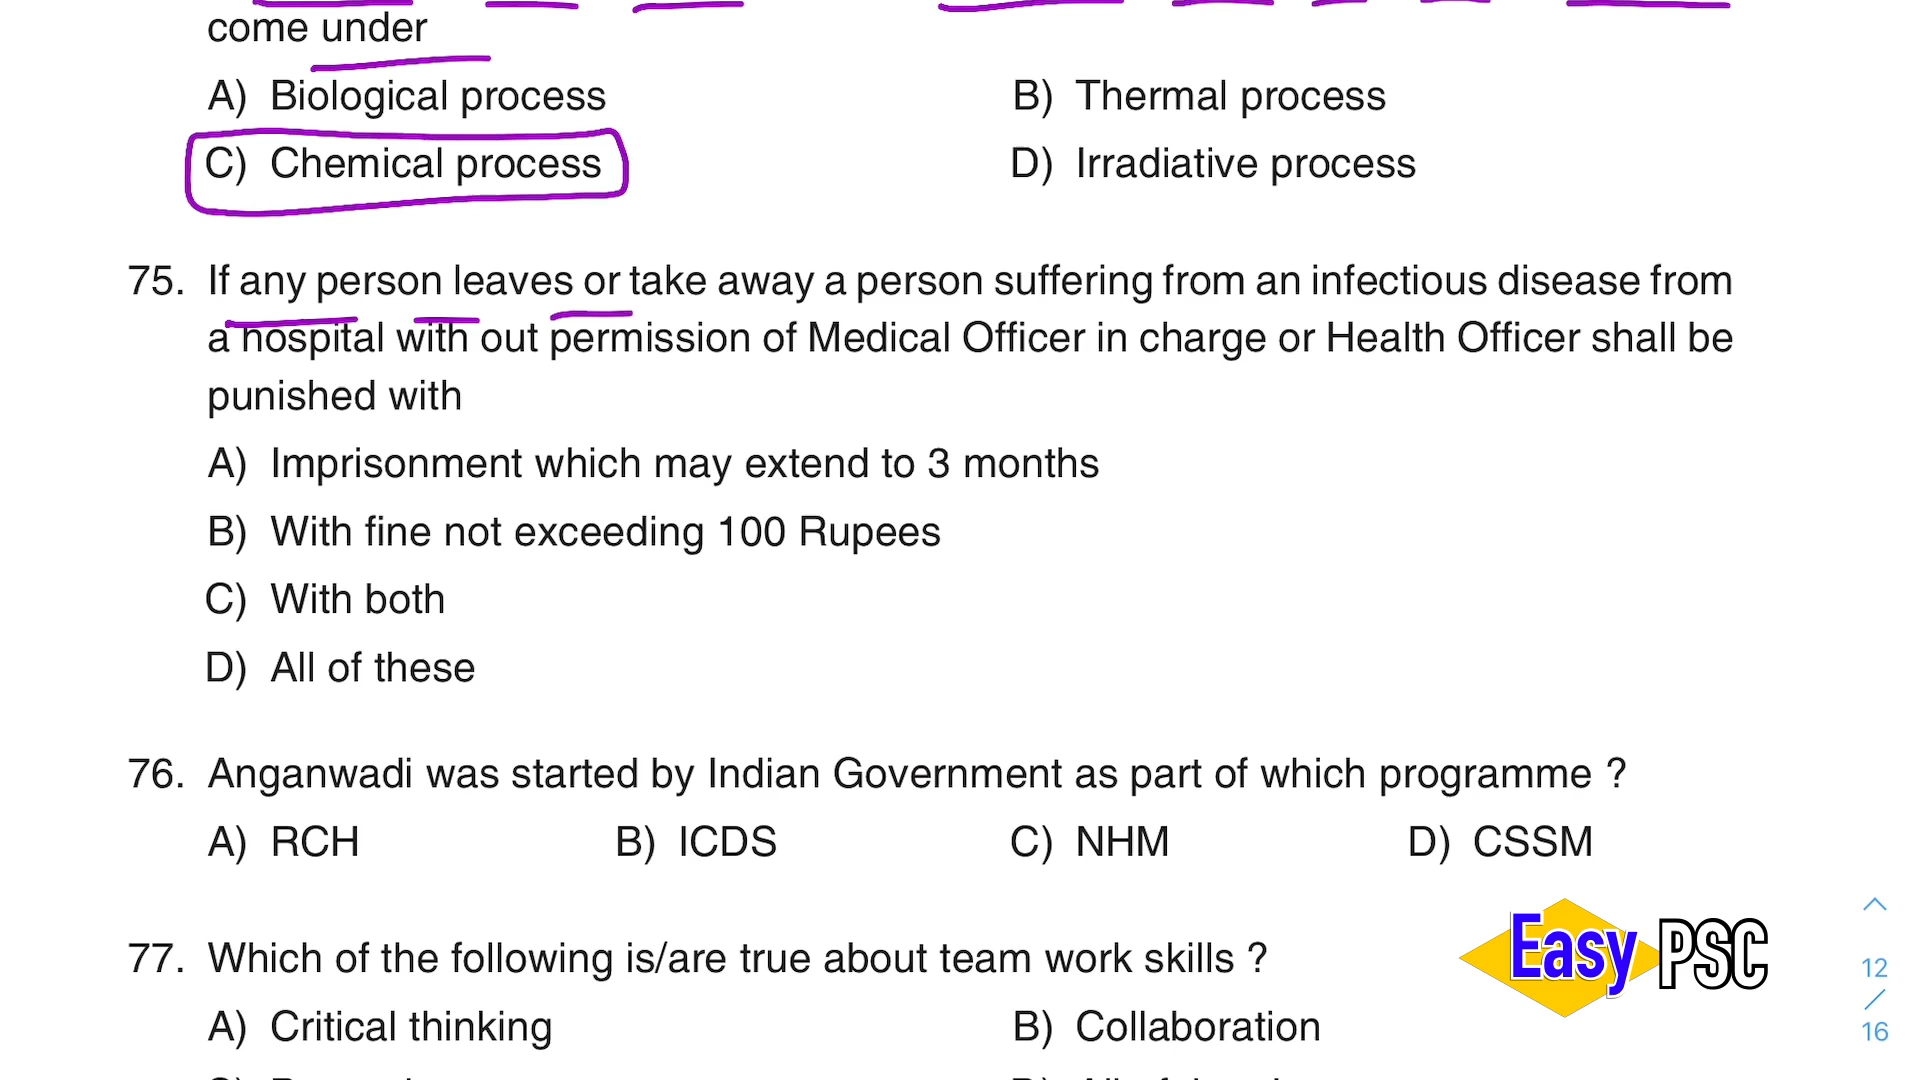 come under
A) Biological process B) Thermal process
C) Chemical process D) Irradiative process
75. If any person leaves or take away a person suffering from an infectious disease from
a hospital with out permission of Medical Officer in charge or Health Officer shall be
punished with
A) Imprisonment which may extend to 3 months
B) With fine not exceeding 100 Rupees
C) With both
D) All of these
76. Anganwadi was started by Indian Government as part of which programme ?
A) RCH B) ICDS C) NHM D) CSSM
77. Which of the following is/are true about team work skills ?
Easy PSC
12
/
16
A) Critical thinking B) Collaboration